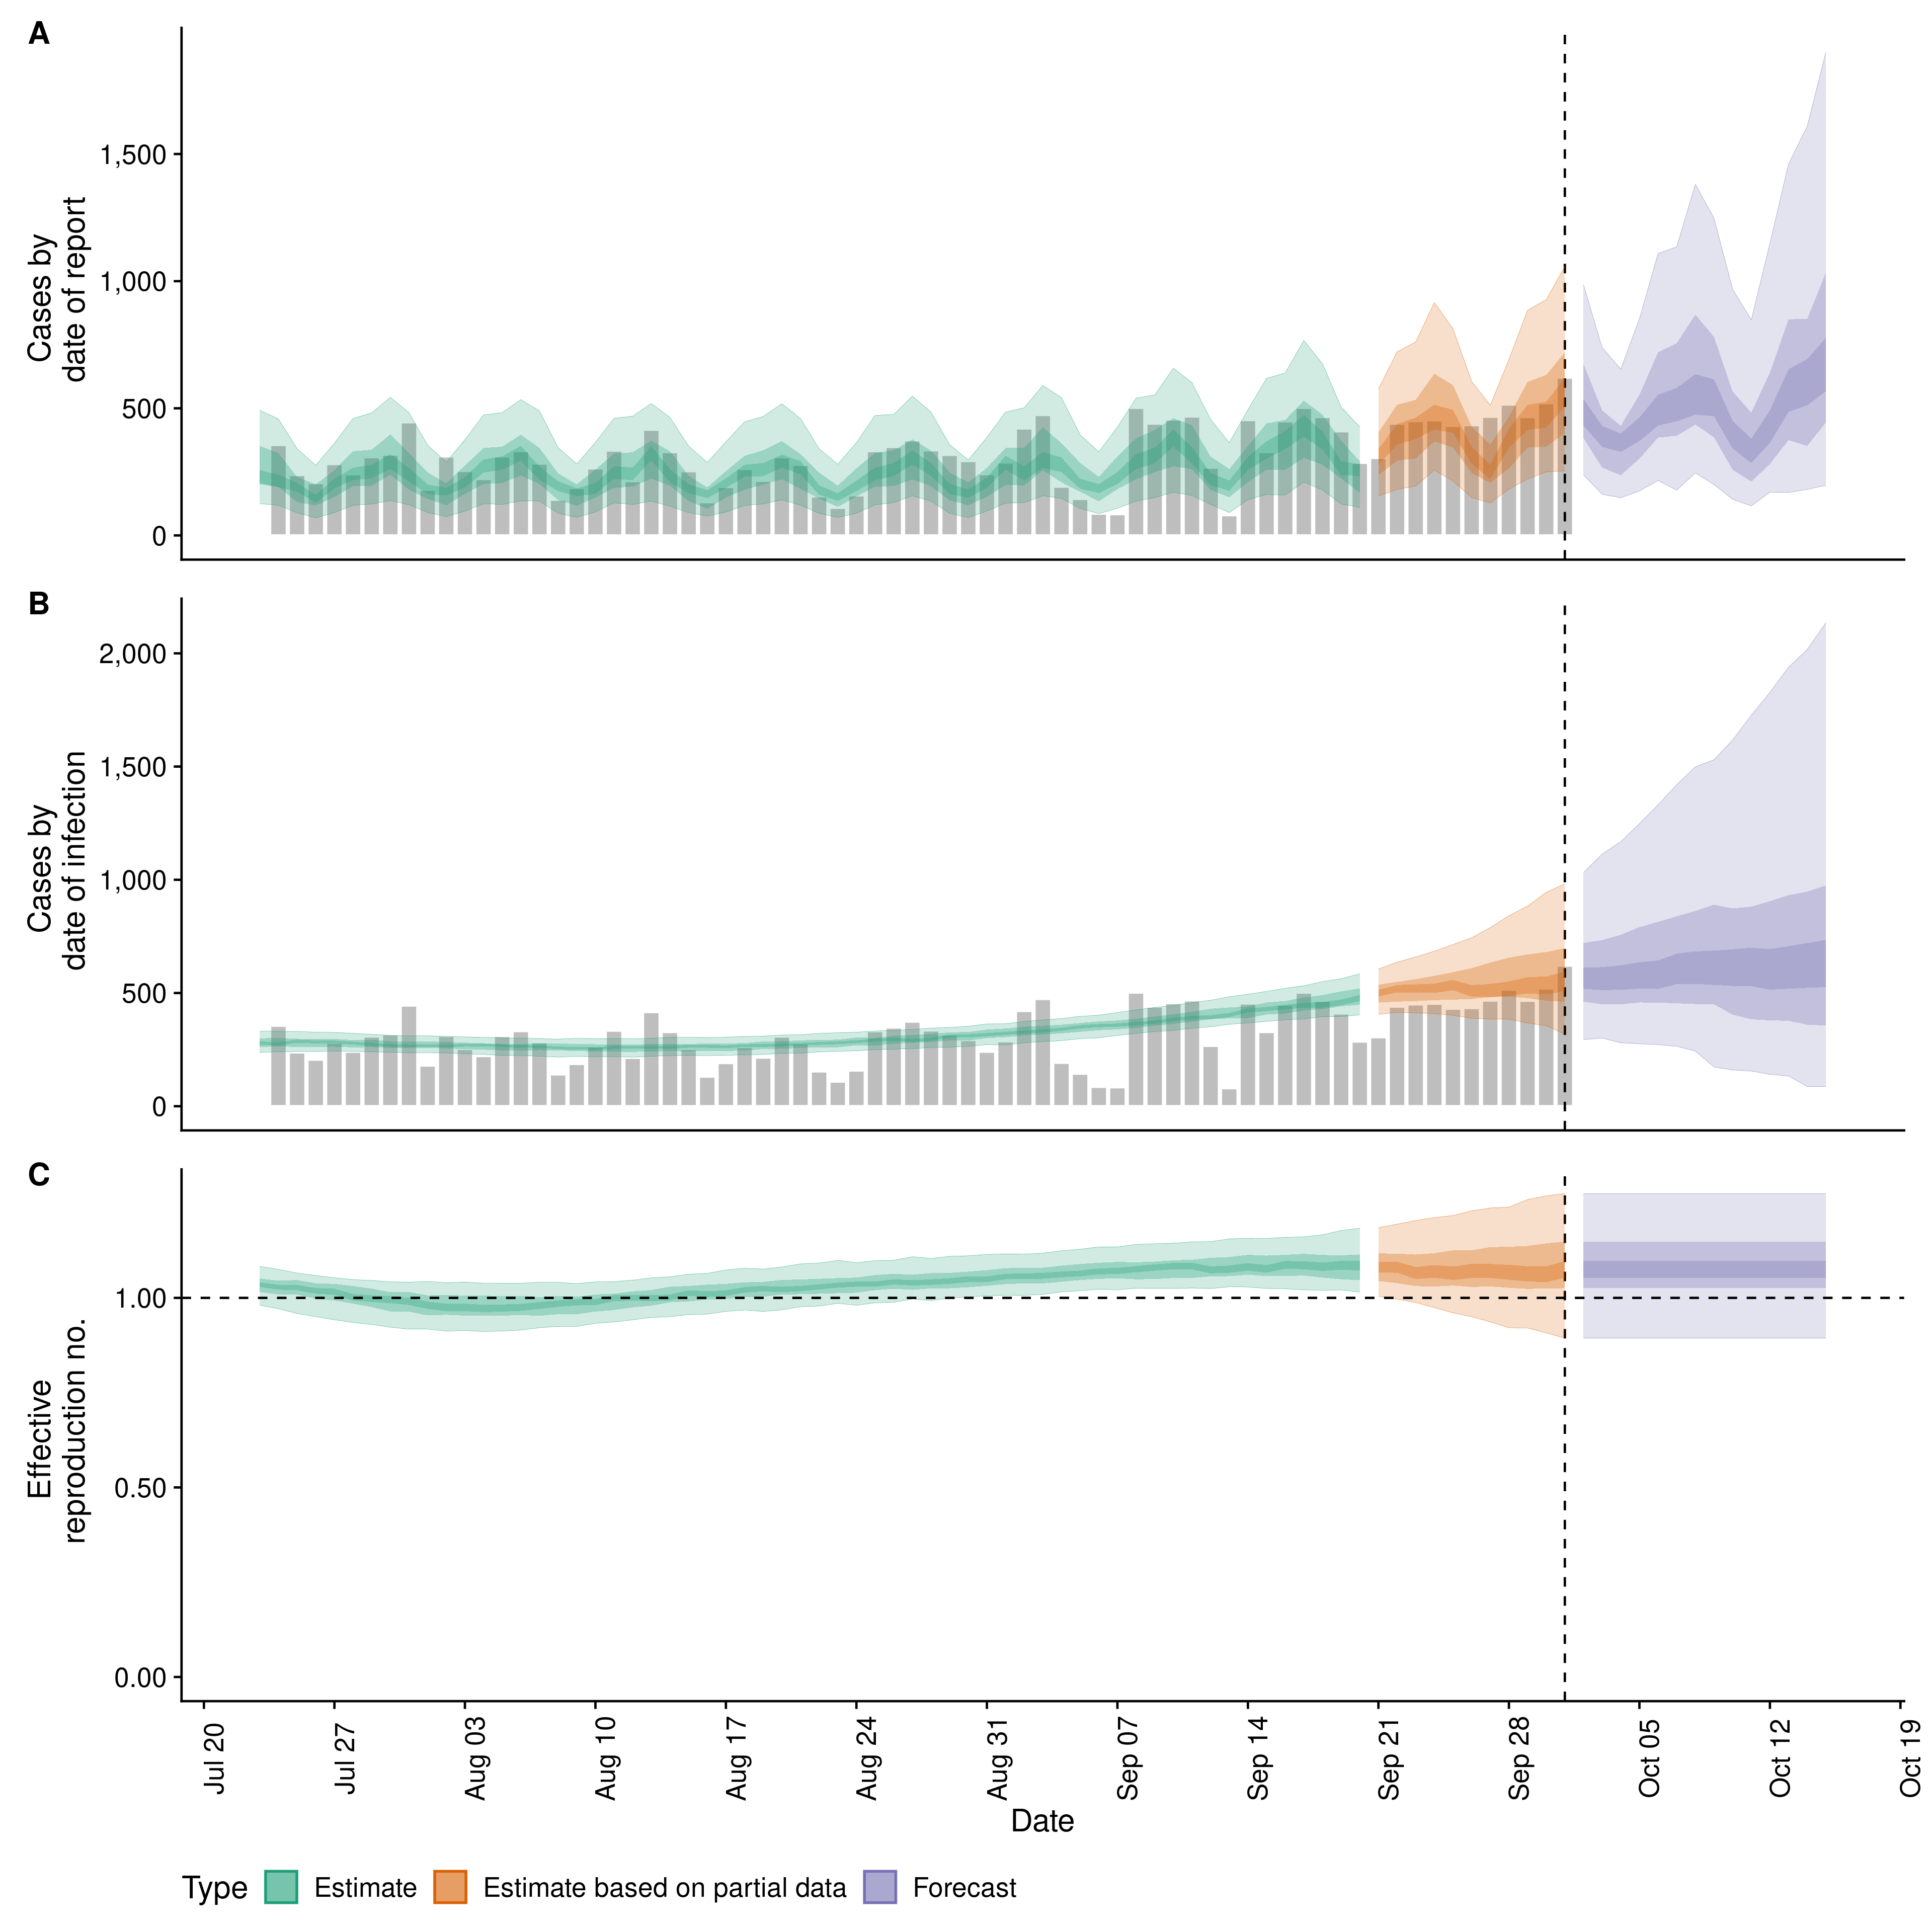 A
Cases by
date of report
1,500
1,000
500
0
B
Cases by
date of infection
2,000
1,500
1,000
500
0
C
Effective
reproduction no.
1.00
0.50
0.00
Jul 20
Jul 27
Aug 03
Aug 10
Aug 17
Aug 24
Aug 31
Sep 07
Sep 14
Sep 21
Sep 28
Oct 05
Oct 12
Oct 19
Date
Type Estimate Estimate based on partial data Forecast